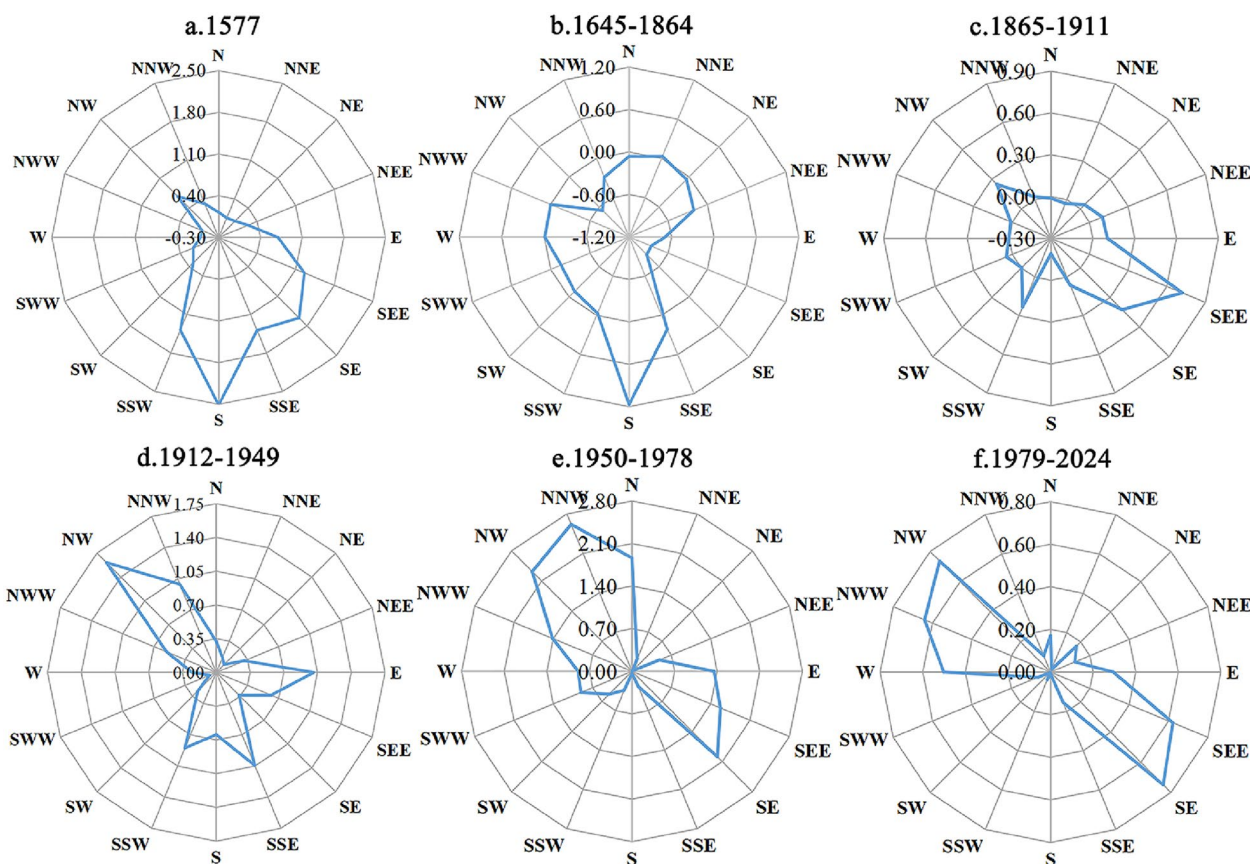 a.1577
N
NNE
NE
NEE
E
SEE
SE
SSE
S
SSW
SW
SWW
W
NWW
NW
NNW
2.50
1.80
1.10
0.40
-0.30
b.1645-1864
N
NNE
NE
NEE
E
SEE
SE
SSE
S
SSW
SW
SWW
W
NWW
NW
NNW
1.20
0.60
0.00
-0.60
-1.20
c.1865-1911
N
NNE
NE
NEE
E
SEE
SE
SSE
S
SSW
SW
SWW
W
NWW
NW
NNW
0.90
0.60
0.30
0.00
-0.30
d.1912-1949
N
NNE
NE
NEE
E
SEE
SE
SSE
S
SSW
SW
SWW
W
NWW
NW
NNW
1.75
1.40
1.05
0.70
0.35
0.00
e.1950-1978
N
NNE
NE
NEE
E
SEE
SE
SSE
S
SSW
SW
SWW
W
NWW
NW
NNW
2.80
2.10
1.40
0.70
0.00
f.1979-2024
N
NNE
NE
NEE
E
SEE
SE
SSE
S
SSW
SW
SWW
W
NWW
NW
NNW
0.80
0.60
0.40
0.20
0.00